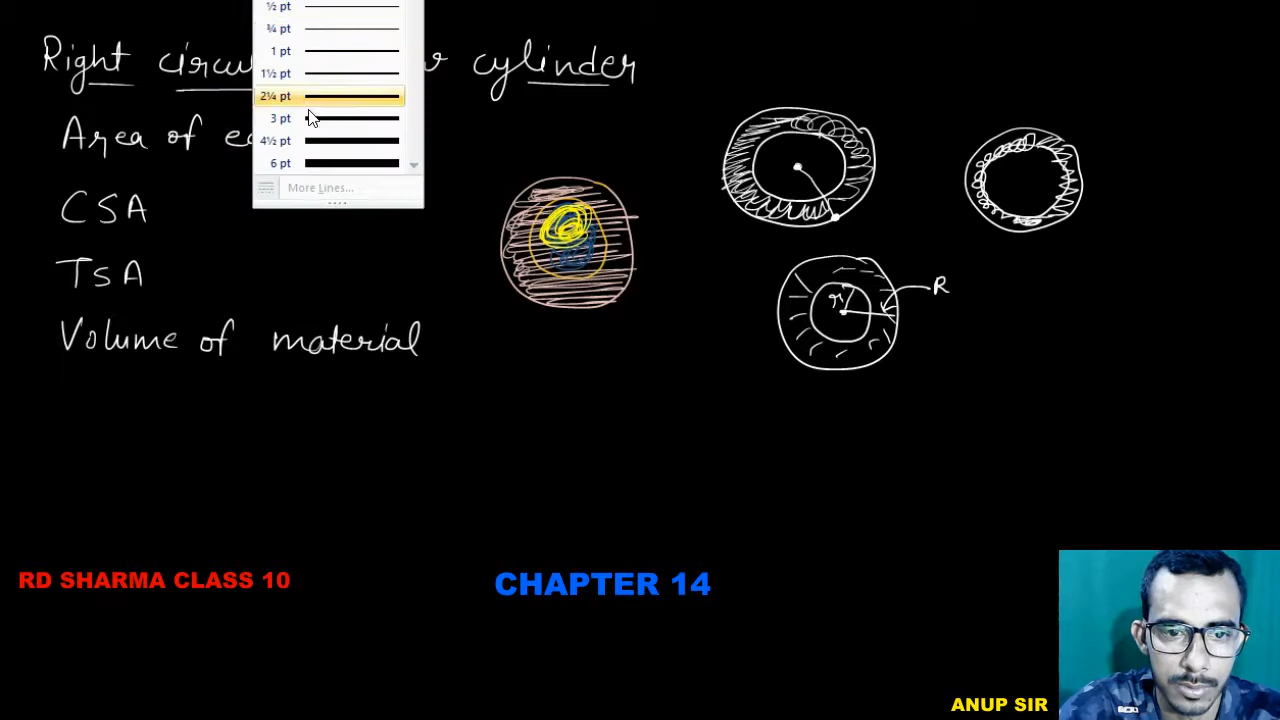 ½ pt
¾ pt
1 pt
1½ pt
2¼ pt
3 pt
4½ pt
6 pt
More Lines...
Right circu cylinder
Area of
CSA
TSA
Volume of material
r
R
RD SHARMA CLASS 10
CHAPTER 14
ANUP SIR